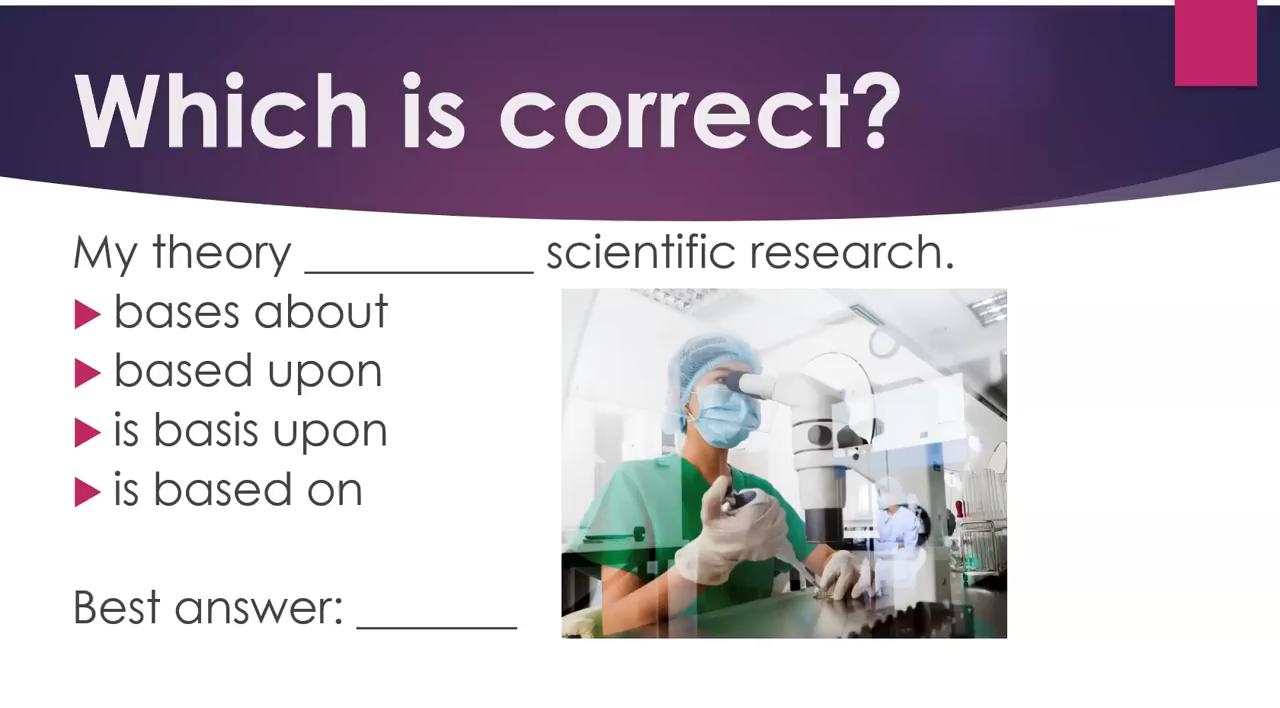 Which is correct?
My theory __________ scientific research.
bases about
based upon
is basis upon
is based on
Best answer: _______